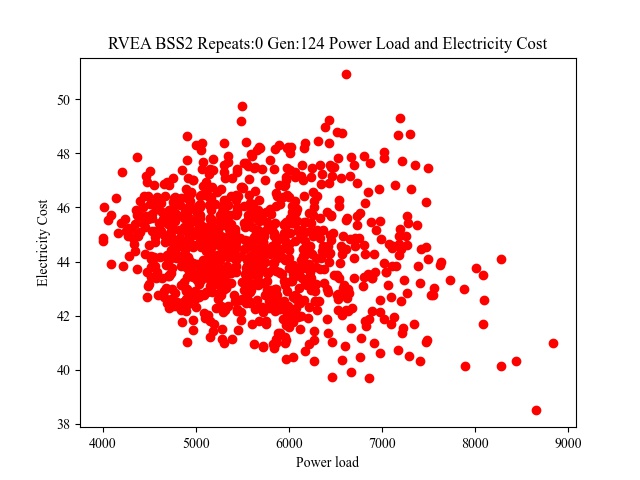 RVEA BSS2 Repeats:0 Gen:124 Power Load and Electricity Cost
50
48
46
44
42
40
38
Electricity Cost
4000 5000 6000 7000 8000 9000
Power load